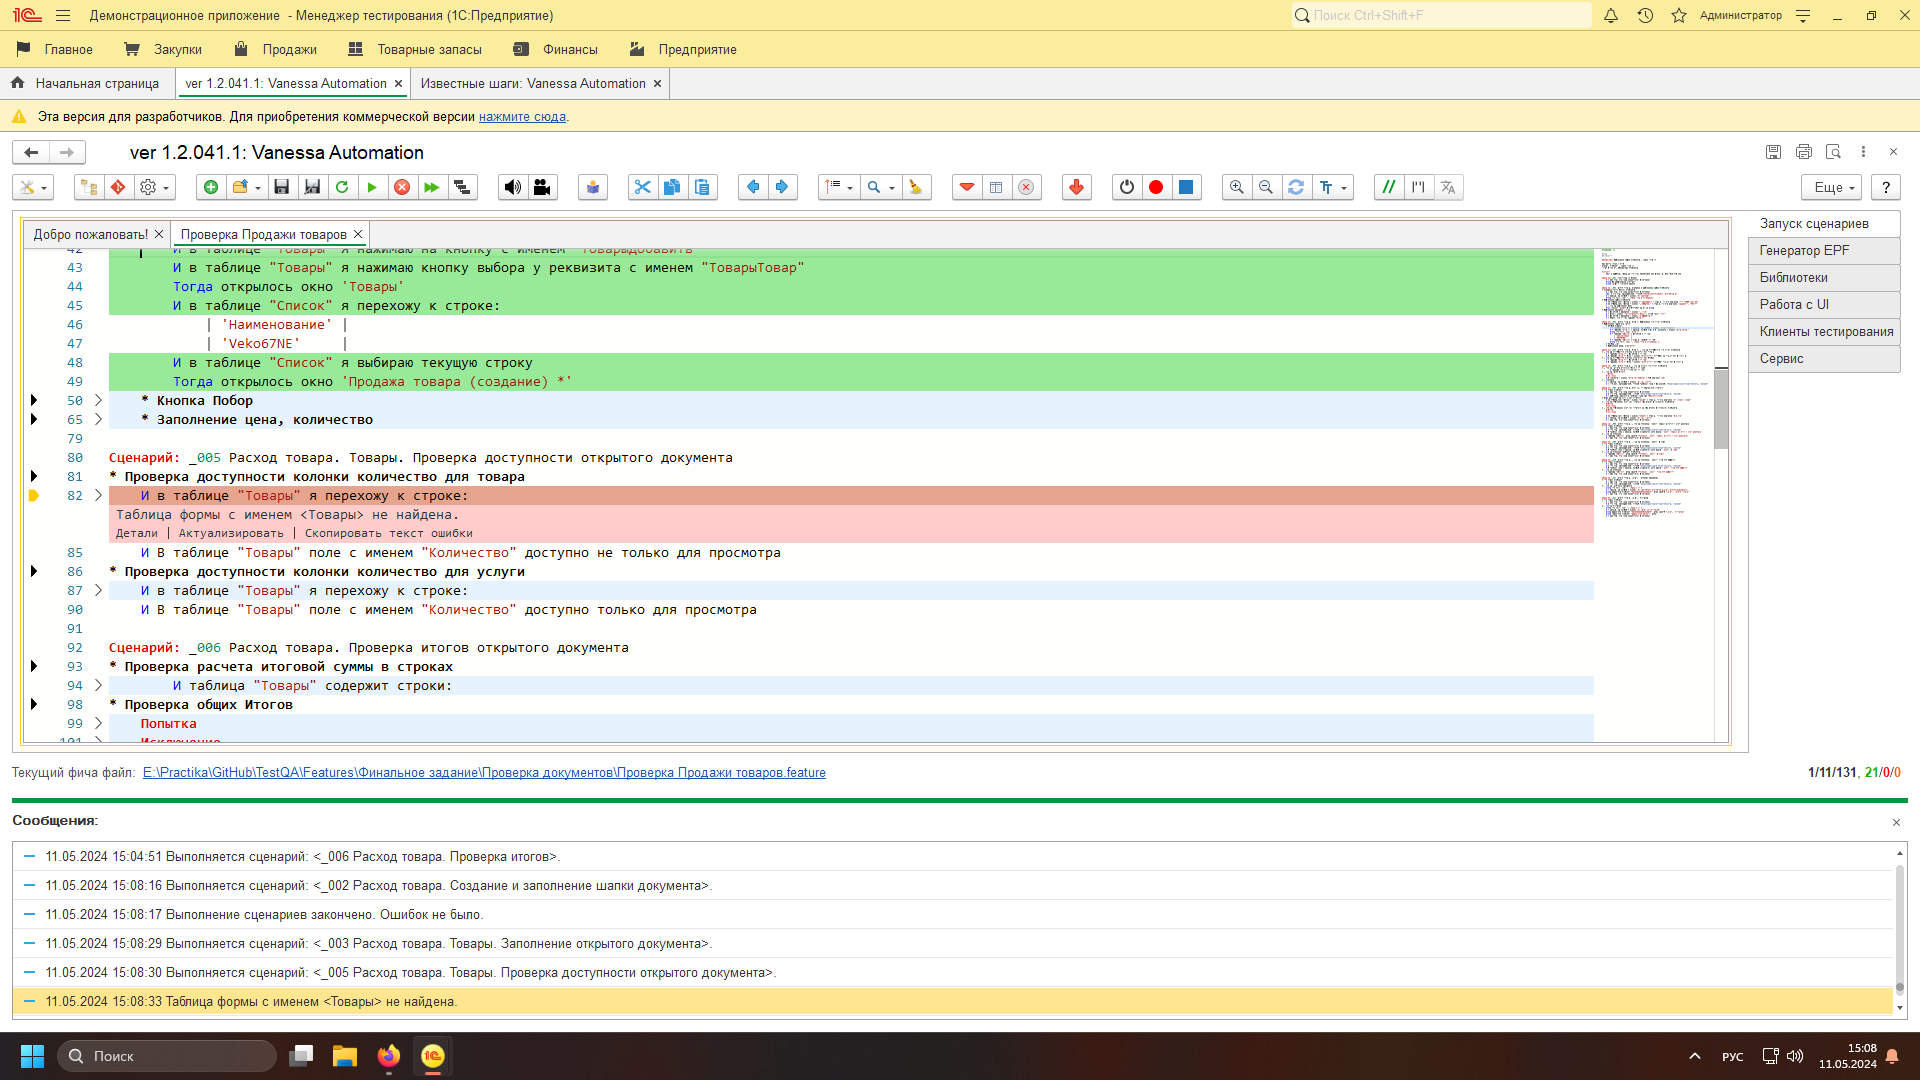 Демонстрационное приложение - Менеджер тестирования (1С:Предприятие)
Поиск Ctrl+Shift+F
Администратор
Главное
Закупки
Продажи
Товарные запасы
Финансы
Предприятие
Начальная страница
ver 1.2.041.1: Vanessa Automation ×
Известные шаги: Vanessa Automation ×
Эта версия для разработчиков. Для приобретения коммерческой версии нажмите сюда.
ver 1.2.041.1: Vanessa Automation
Еще
?
Добро пожаловать! ×
Проверка Продажи товаров ×
42 И в таблице "Товары" я нажимаю на кнопку с именем "ТоварыДобавить"
43 И в таблице "Товары" я нажимаю кнопку выбора у реквизита с именем "ТоварыТовар"
44 Тогда открылось окно 'Товары'
45 И в таблице "Список" я перехожу к строке:
46 | 'Наименование' |
47 | 'Veko67NE' |
48 И в таблице "Список" я выбираю текущую строку
49 Тогда открылось окно 'Продажа товара (создание) *'
50 * Кнопка Побор
65 * Заполнение цена, количество
79
80 Сценарий: _005 Расход товара. Товары. Проверка доступности открытого документа
81 * Проверка доступности колонки количество для товара
82 И в таблице "Товары" я перехожу к строке:
Таблица формы с именем <Товары> не найдена.
Детали | Актуализировать | Скопировать текст ошибки
85 И В таблице "Товары" поле с именем "Количество" доступно не только для просмотра
86 * Проверка доступности колонки количество для услуги
87 И в таблице "Товары" я перехожу к строке:
90 И В таблице "Товары" поле с именем "Количество" доступно только для просмотра
91
92 Сценарий: _006 Расход товара. Проверка итогов открытого документа
93 * Проверка расчета итоговой суммы в строках
94 И таблица "Товары" содержит строки:
98 * Проверка общих Итогов
99 Попытка
101 Исключение
Запуск сценариев
Генератор EPF
Библиотеки
Работа с UI
Клиенты тестирования
Сервис
Текущий фича файл: E:\Practika\GitHub\TestQA\Features\Финальное задание\Проверка документов\Проверка Продажи товаров.feature
1/11/131, 21/0/0
Сообщения:
11.05.2024 15:04:51 Выполняется сценарий: <_006 Расход товара. Проверка итогов>.
11.05.2024 15:08:16 Выполняется сценарий: <_002 Расход товара. Создание и заполнение шапки документа>.
11.05.2024 15:08:17 Выполнение сценариев закончено. Ошибок не было.
11.05.2024 15:08:29 Выполняется сценарий: <_003 Расход товара. Товары. Заполнение открытого документа>.
11.05.2024 15:08:30 Выполняется сценарий: <_005 Расход товара. Товары. Проверка доступности открытого документа>.
11.05.2024 15:08:33 Таблица формы с именем <Товары> не найдена.
Поиск
РУС
15:08
11.05.2024